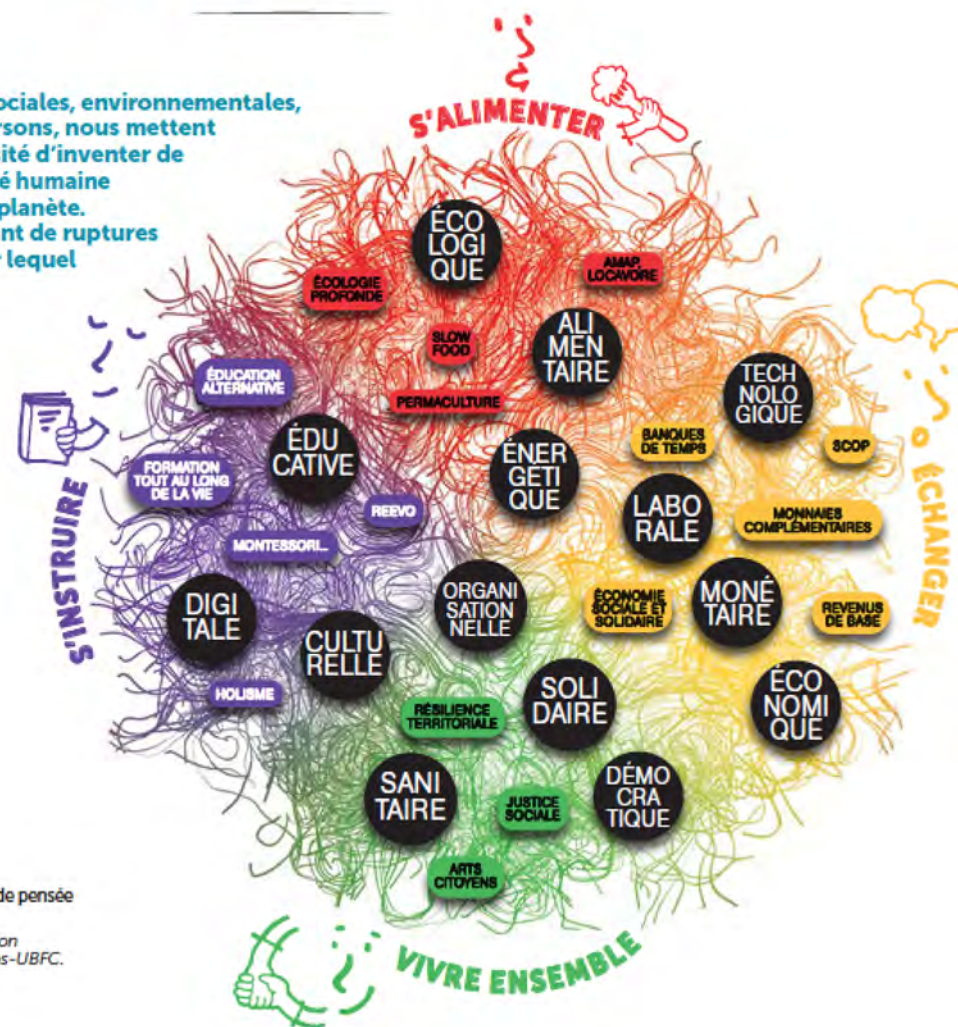 ociales, environnementales,
rsons, nous mettent
sité d'inventer de
é humaine
planète.
nt de ruptures
r lequel
S'ALIMENTER
ÉCO
LOGI
QUE
ÉCOLOGIE
PROFONDE
AMAP,
LOCAVOIRE
SLOW
FOOD
ALI
MEN
TAIRE
PERMACULTURE
ÉDUCATION
ALTERNATIVE
TECH
NOLO
GIQUE
ÉDU
CATIVE
ÉNER
GÉTI
QUE
BANQUES
DE TEMPS
SCOP
FORMATION
TOUT AU LONG
DE LA VIE
REEVO
LABO
RALE
MONNAIES
COMPLÉMENTAIRES
MONTESSORI...
S'INSTRUIRE
ÉCHANGER
DIGI
TALE
CULTU
RELLE
ORGANI
SATION
NELLE
ÉCONOMIE
SOCIALE ET
SOLIDAIRE
MONÉ
TAIRE
REVENUS
DE BASE
HOLISME
RÉSILIENCE
TERRITORIALE
SOLI
DAIRE
ÉCO
NOMI
QUE
SANI
TAIRE
JUSTICE
SOCIALE
DÉMO
CRA
TIQUE
ARTS
CITOYENS
VIVRE ENSEMBLE
de pensée
on
ns-UBFC.